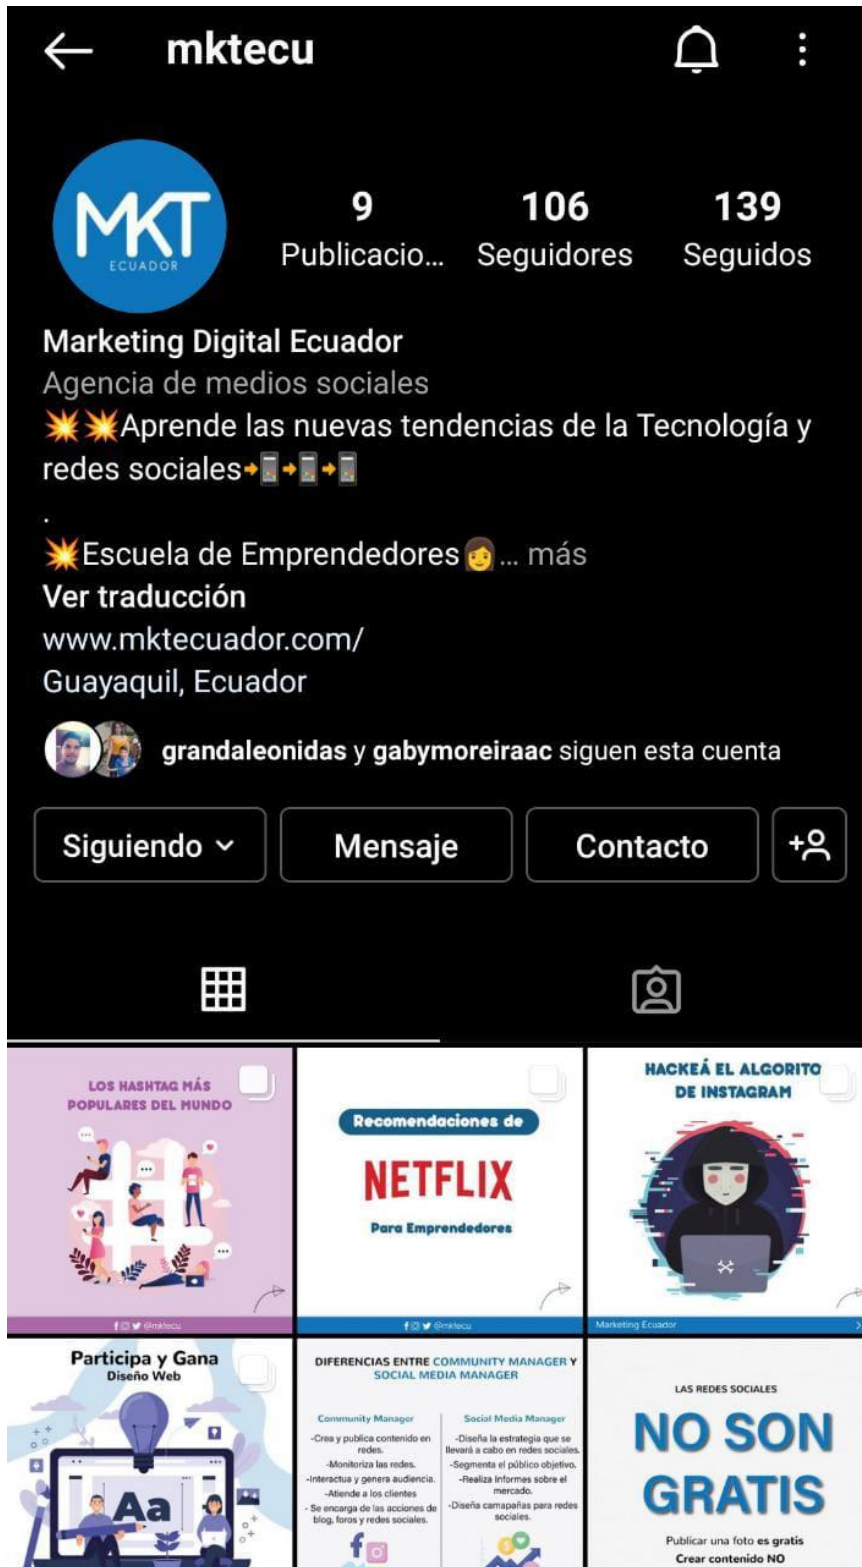 mktecu
MKT
ECUADOR
9
Publicacio...
106
Seguidores
139
Seguidos
Marketing Digital Ecuador
Agencia de medios sociales
💥💥Aprende las nuevas tendencias de la Tecnología y
redes sociales📲📲📲
.
💥Escuela de Emprendedores👩... más
Ver traducción
www.mktecuador.com/
Guayaquil, Ecuador
grandaleonidas y gabymoreiraac siguen esta cuenta
Siguiendo
Mensaje
Contacto
LOS HASHTAG MÁS
POPULARES DEL MUNDO
@mktecu
Recomendaciones de
NETFLIX
Para Emprendedores
@mktecu
HACKEÁ EL ALGORITO
DE INSTAGRAM
Marketing Ecuador
Participa y Gana
Diseño Web
Aa
DIFERENCIAS ENTRE COMMUNITY MANAGER Y
SOCIAL MEDIA MANAGER
Community Manager
-Crea y publica contenido en
redes.
-Monitoriza las redes.
-Interactua y genera audiencia.
-Atiende a los clientes
- Se encarga de las acciones de
blog, foros y redes sociales.
Social Media Manager
-Diseña la estrategia que se
llevará a cabo en redes sociales.
-Segmenta el público objetivo.
-Realiza Informes sobre el
mercado.
-Diseña camapañas para redes
sociales.
LAS REDES SOCIALES
NO SON
GRATIS
Publicar una foto es gratis
Crear contenido NO